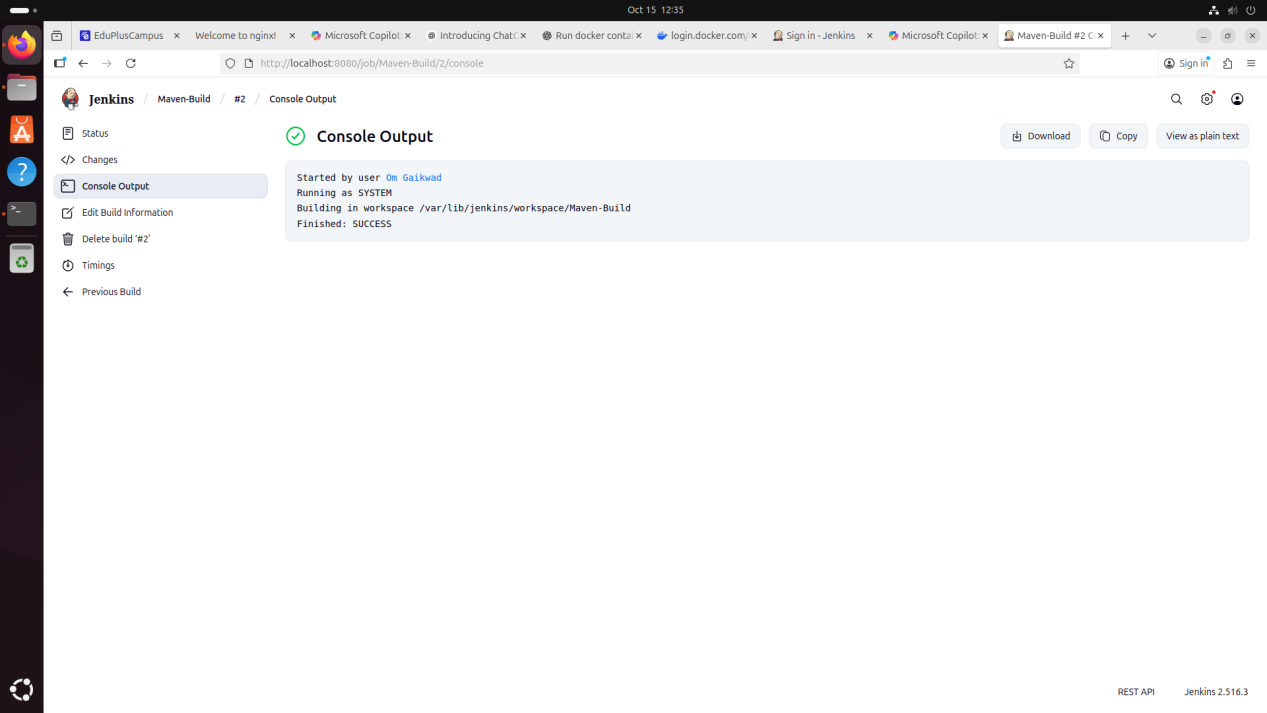 Oct 15 12:35
EduPlusCampus
Welcome to nginx!
Microsoft Copilot:
Introducing ChatG
Run docker contai
login.docker.com/
Sign in - Jenkins
Microsoft Copilot:
Maven-Build #2 C
http://localhost:8080/job/Maven-Build/2/console
Sign in
Jenkins / Maven-Build / #2 / Console Output
Status
Changes
Console Output
Edit Build Information
Delete build '#2'
Timings
Previous Build
Console Output
Download
Copy
View as plain text
Started by user Om Gaikwad
Running as SYSTEM
Building in workspace /var/lib/jenkins/workspace/Maven-Build
Finished: SUCCESS
REST API
Jenkins 2.516.3